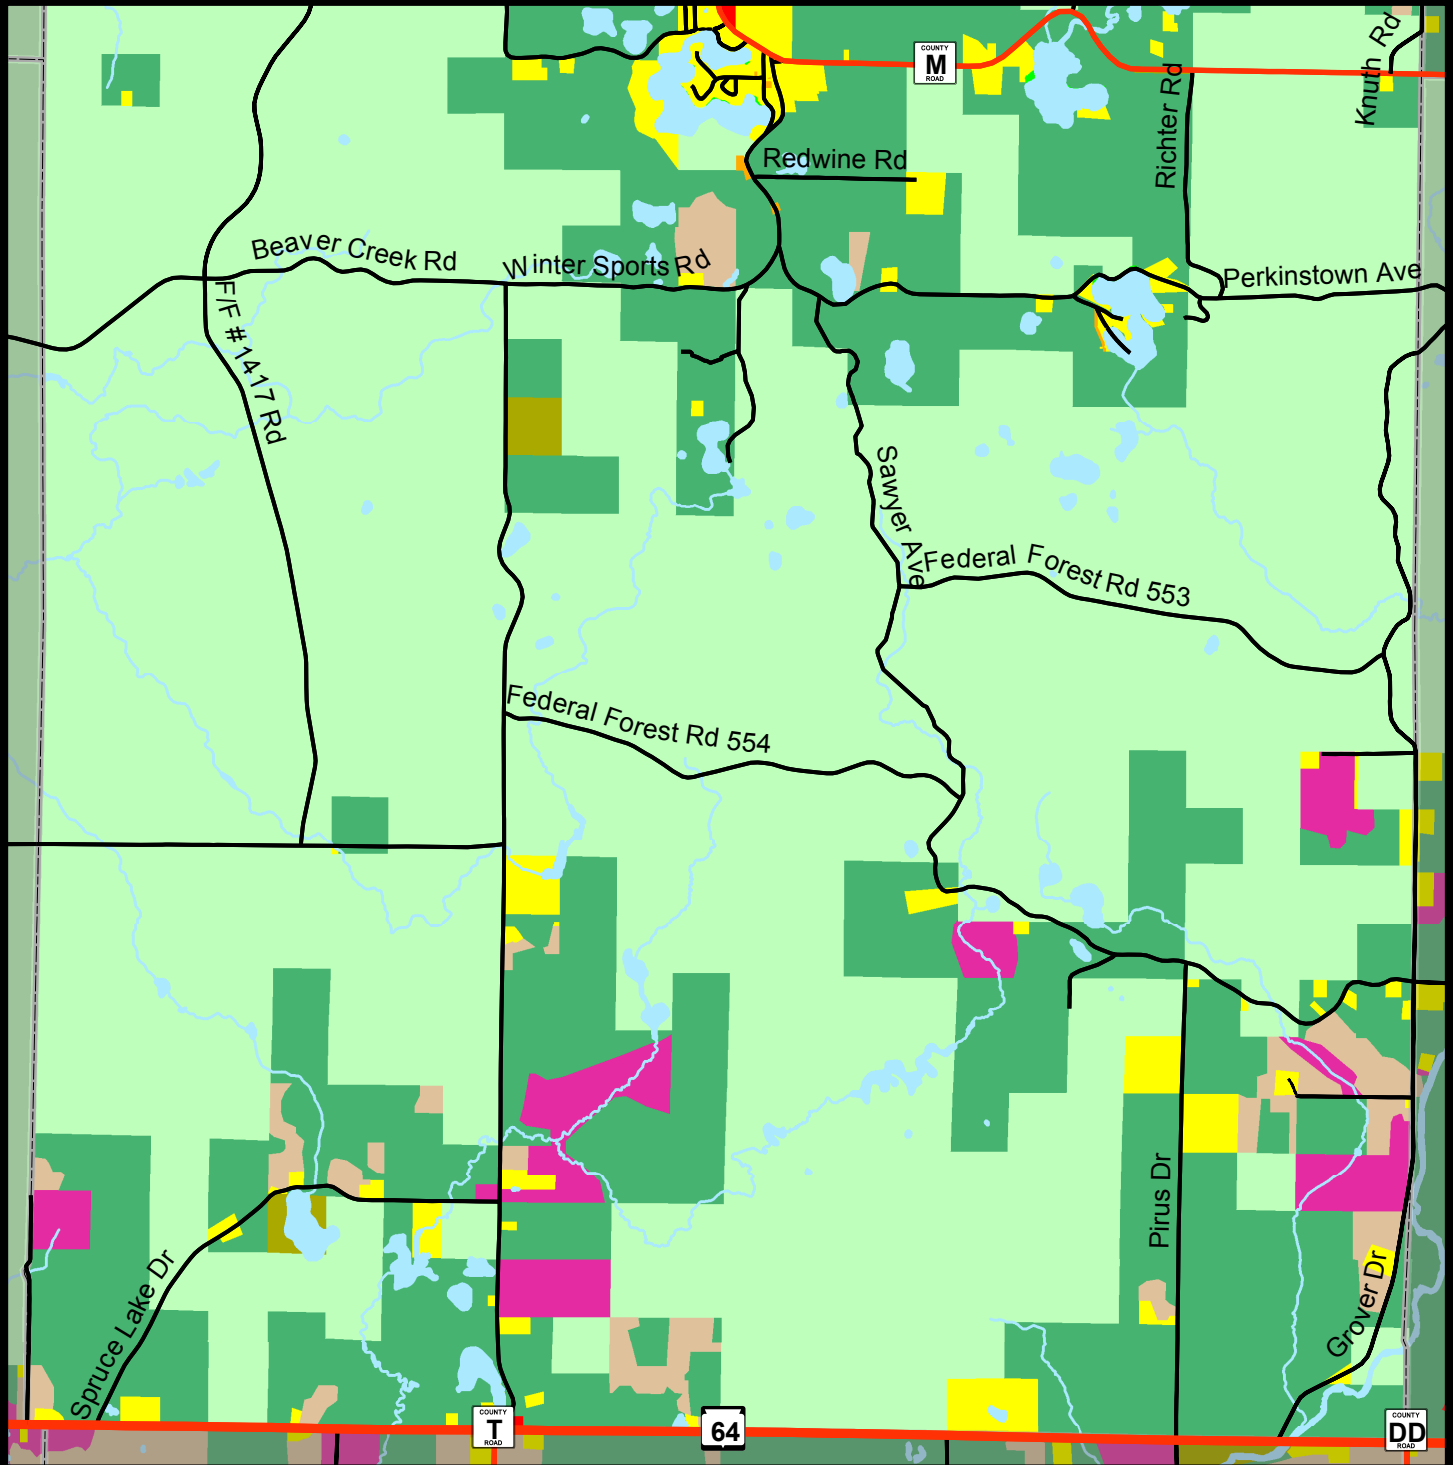 Knuth Rd
COUNTY
M
ROAD
Richter Rd
Redwine Rd
Beaver Creek Rd
Winter Sports Rd
Perkinstown Ave
F/F #1417 Rd
Sawyer Ave
Federal Forest Rd 553
Federal Forest Rd 554
Pirus Dr
Spruce Lake Dr
Grover Dr
COUNTY
T
ROAD
64
COUNTY
DD
ROAD